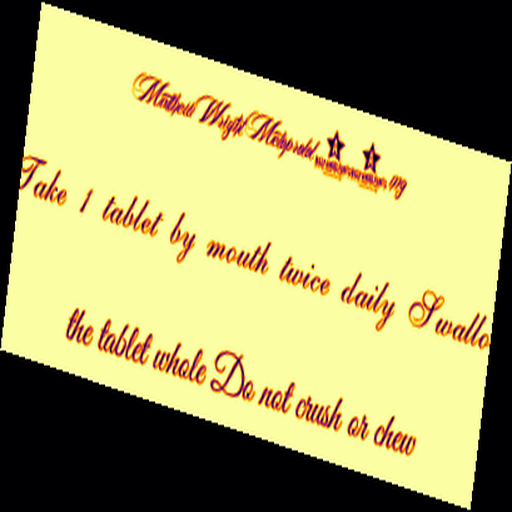 Matthew Wright Metoprolol mg
Take 1 tablet by mouth twice daily Swallo
the tablet whole Do not crush or chew